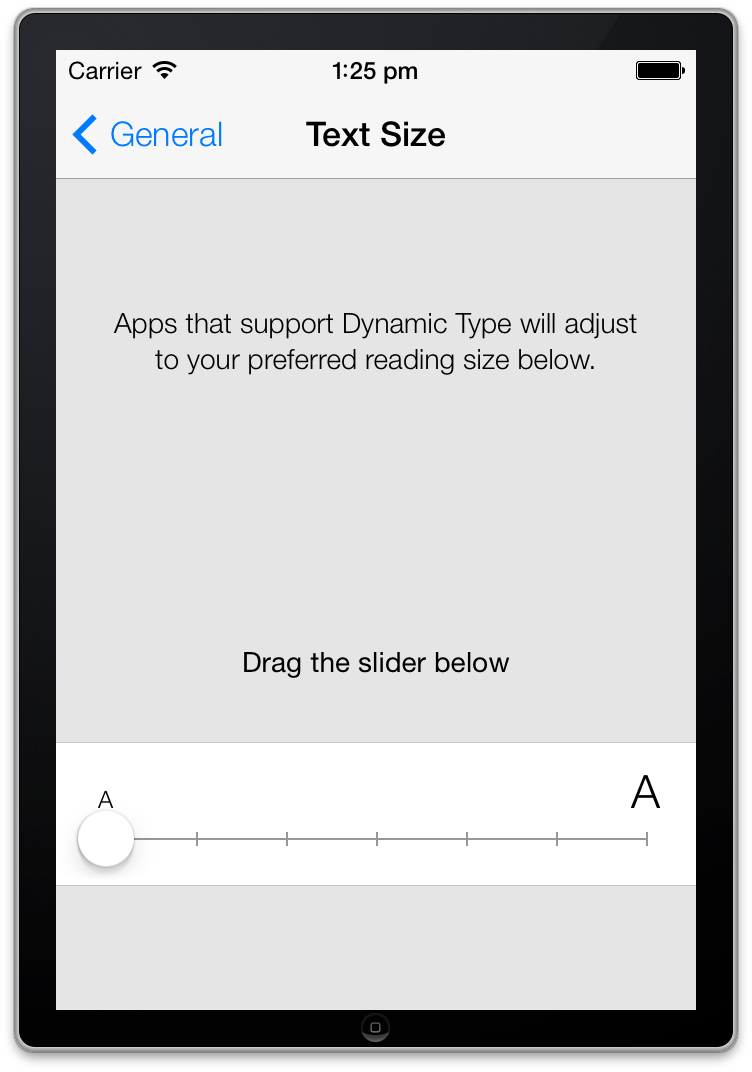 Carrier 1:25 pm
General Text Size
Apps that support Dynamic Type will adjust
to your preferred reading size below.
Drag the slider below
A A